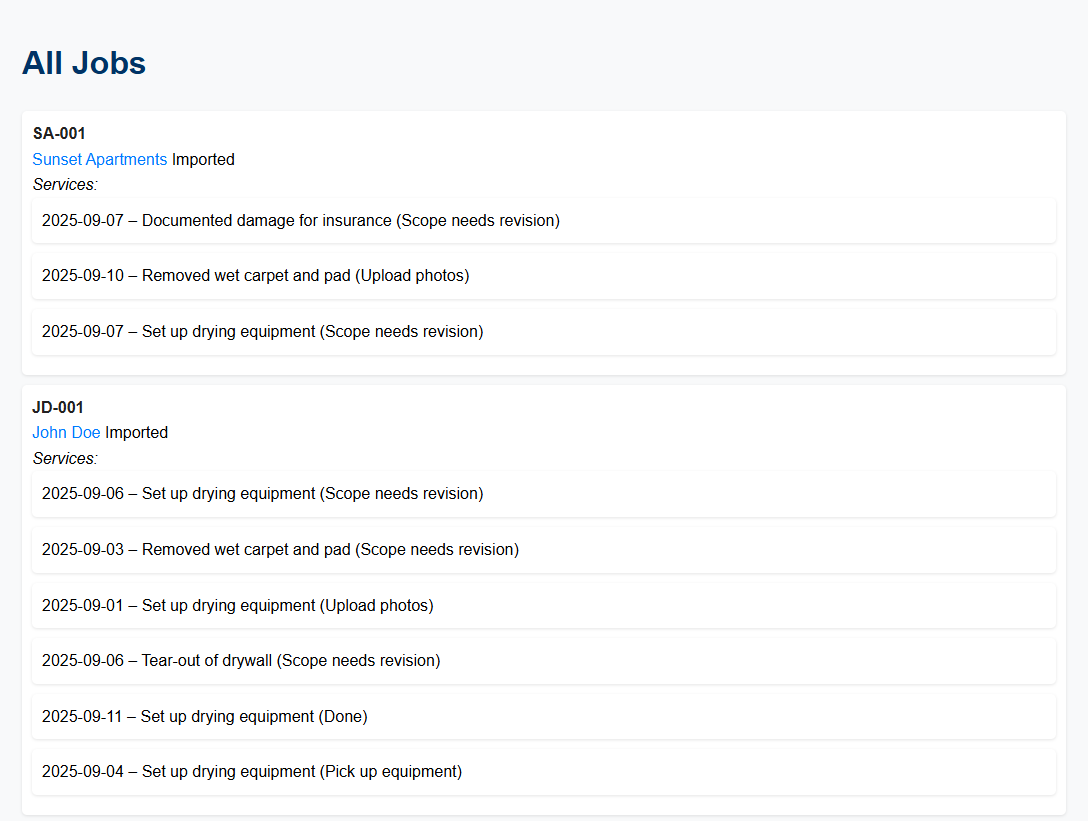 All Jobs
SA-001
Sunset Apartments Imported
Services:
2025-09-07 – Documented damage for insurance (Scope needs revision)
2025-09-10 – Removed wet carpet and pad (Upload photos)
2025-09-07 – Set up drying equipment (Scope needs revision)
JD-001
John Doe Imported
Services:
2025-09-06 – Set up drying equipment (Scope needs revision)
2025-09-03 – Removed wet carpet and pad (Scope needs revision)
2025-09-01 – Set up drying equipment (Upload photos)
2025-09-06 – Tear-out of drywall (Scope needs revision)
2025-09-11 – Set up drying equipment (Done)
2025-09-04 – Set up drying equipment (Pick up equipment)